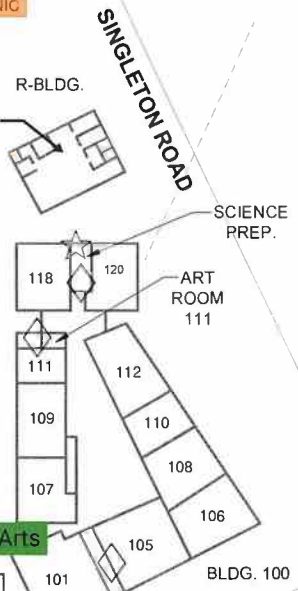 NIC
R-BLDG.
SINGLETON ROAD
SCIENCE
PREP.
118
120
ART
ROOM
111
111
112
109
110
108
107
106
Arts
105
101
BLDG. 100